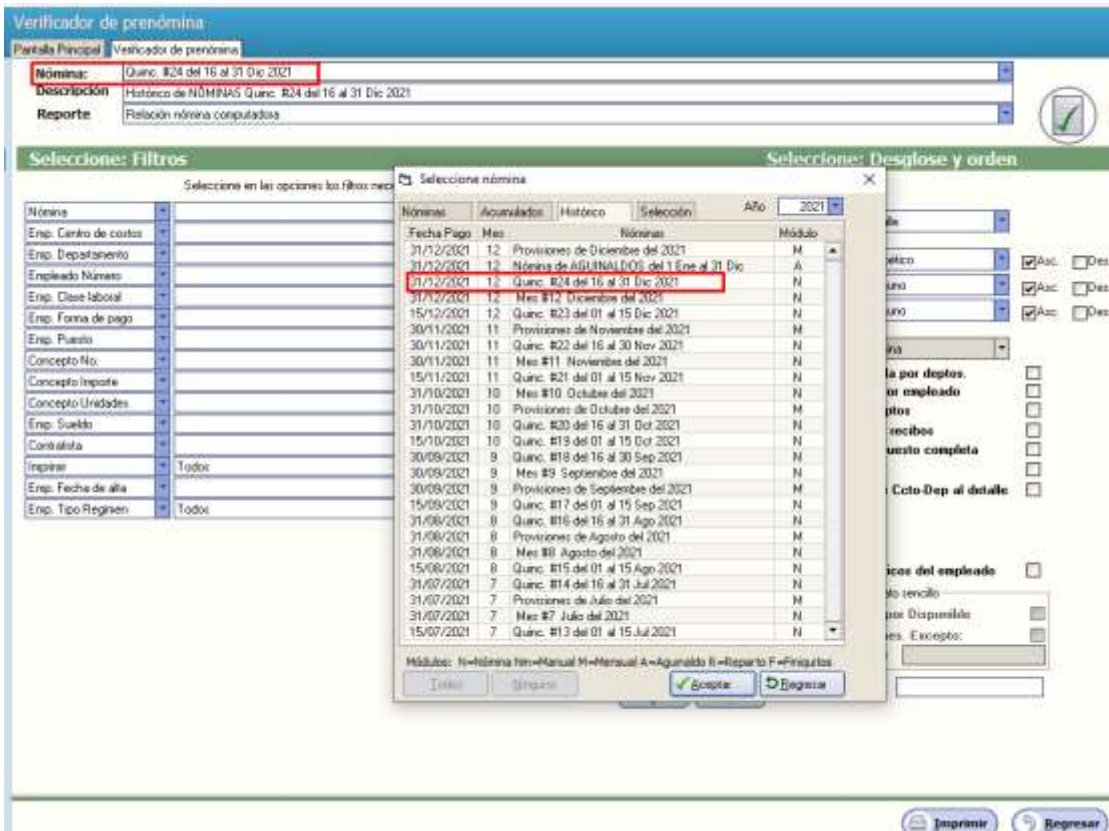 Verificador de prenómina
Pantalla Principal Verificador de prenómina
Nómina: Quinc. #24 del 16 al 31 Dic 2021
Descripción Histórico de NÓMINAS Quinc. #24 del 16 al 31 Dic 2021
Reporte Relación nómina computadora
Seleccione: Filtros Seleccione: Desglose y orden
Seleccione en las opciones los filtros
Nómina
Emp. Centro de costos
Emp. Departamento
Empleado Número
Emp. Clase laboral
Emp. Forma de pago
Emp. Puesto
Concepto No.
Concepto Importe
Concepto Unidades
Emp. Sueldo
Contratista
Imprimir Todos
Emp. Fecha de alta
Emp. Tipo Regimen Todos
Seleccione nómina
Nóminas Acumulados Histórico Selección Año 2021
Fecha Pago Mes Nóminas Módulo
31/12/2021 12 Provisiones de Diciembre del 2021 M
31/12/2021 12 Nómina de AGUINALDOS del 1 Ene al 31 Dic A
31/12/2021 12 Quinc. #24 del 16 al 31 Dic 2021 N
31/12/2021 12 Mes #12 Diciembre del 2021 N
15/12/2021 12 Quinc. #23 del 01 al 15 Dic 2021 N
30/11/2021 11 Provisiones de Noviembre del 2021 M
30/11/2021 11 Quinc. #22 del 16 al 30 Nov 2021 N
30/11/2021 11 Mes #11 Noviembre del 2021 N
15/11/2021 11 Quinc. #21 del 01 al 15 Nov 2021 N
31/10/2021 10 Mes #10 Octubre del 2021 N
31/10/2021 10 Provisiones de Octubre del 2021 M
31/10/2021 10 Quinc. #20 del 16 al 31 Oct 2021 N
15/10/2021 10 Quinc. #19 del 01 al 15 Oct 2021 N
30/09/2021 9 Quinc. #18 del 16 al 30 Sep 2021 N
30/09/2021 9 Mes #9 Septiembre del 2021 N
30/09/2021 9 Provisiones de Septiembre del 2021 M
15/09/2021 9 Quinc. #17 del 01 al 15 Sep 2021 N
31/08/2021 8 Quinc. #16 del 16 al 31 Ago 2021 N
31/08/2021 8 Provisiones de Agosto del 2021 M
31/08/2021 8 Mes #8 Agosto del 2021 N
15/08/2021 8 Quinc. #15 del 01 al 15 Ago 2021 N
31/07/2021 7 Quinc. #14 del 16 al 31 Jul 2021 N
31/07/2021 7 Provisiones de Julio del 2021 M
31/07/2021 7 Mes #7 Julio del 2021 N
15/07/2021 7 Quinc. #13 del 01 al 15 Jul 2021 N
Módulos: N=Nómina Nm=Manual M=Mensual A=Aguinaldo R=Reparto F=Finiquitos
Todos Ninguno Aceptar Regresar
Asc. Des
Asc. Des
Asc. Des
la por deptos.
or empleado
ptos
recibos
uesto completa
Ccto-Dep al detalle
icos del empleado
ato sencillo
por Disponible
es. Excepto:
Imprimir Regresar